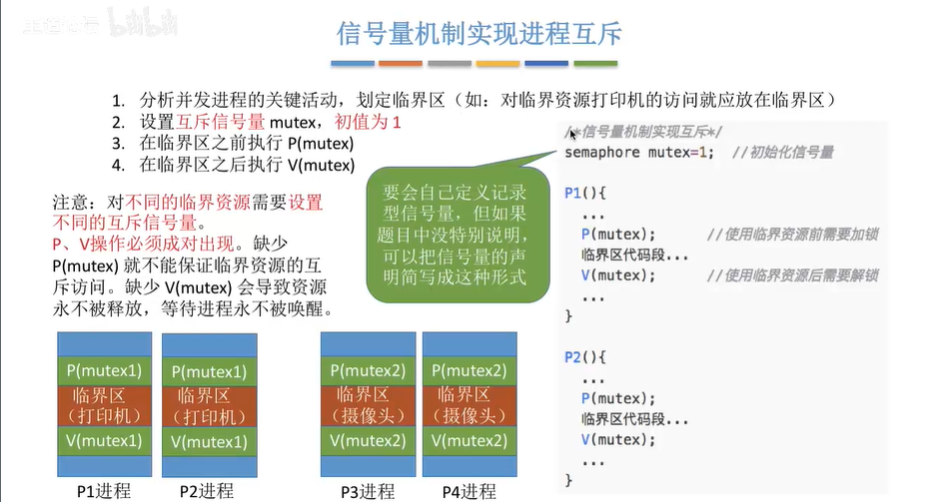 信号量机制实现进程互斥
1. 分析并发进程的关键活动，划定临界区（如：对临界资源打印机的访问就应放在临界区）
2. 设置互斥信号量 mutex，初值为 1
3. 在临界区之前执行 P(mutex)
4. 在临界区之后执行 V(mutex)
注意：对不同的临界资源需要设置
不同的互斥信号量。
P、V操作必须成对出现。缺少
P(mutex) 就不能保证临界资源的互
斥访问。缺少 V(mutex) 会导致资源
永不被释放，等待进程永不被唤醒。
要会自己定义记录
型信号量，但如果
题目中没特别说明，
可以把信号量的声
明简写成这种形式
/*信号量机制实现互斥*/
semaphore mutex=1; //初始化信号量
P1(){
...
P(mutex); //使用临界资源前需要加锁
临界区代码段...
V(mutex); //使用临界资源后需要解锁
...
}
P2(){
...
P(mutex);
临界区代码段...
V(mutex);
...
}
P(mutex1)
临界区
（打印机）
V(mutex1)
P1进程
P(mutex1)
临界区
（打印机）
V(mutex1)
P2进程
P(mutex2)
临界区
（摄像头）
V(mutex2)
P3进程
P(mutex2)
临界区
（摄像头）
V(mutex2)
P4进程